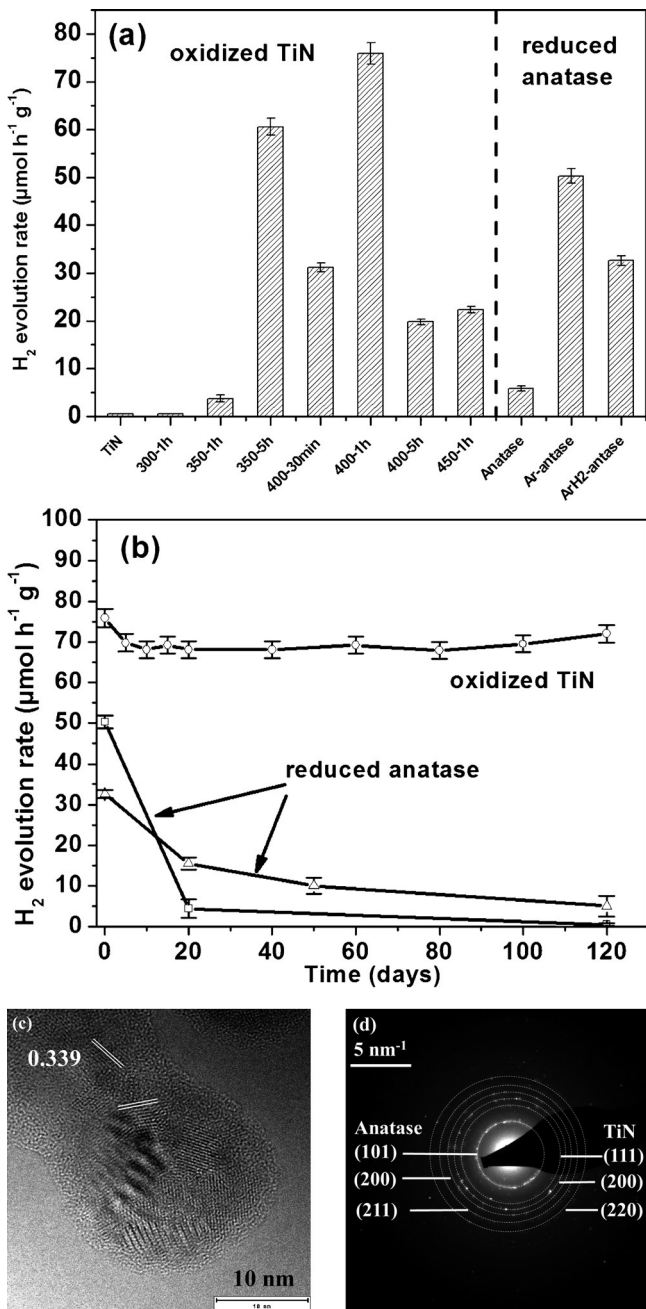 (a)
oxidized TiN
reduced
anatase
H₂ evolution rate (μmol h⁻¹ g⁻¹)
85
80
70
60
50
40
30
20
10
0
TiN
300-1h
350-1h
350-5h
400-30min
400-1h
400-5h
450-1h
Anatase
Ar-antase
ArH2-antase
(b)
H₂ evolution rate (μmol h⁻¹ g⁻¹)
100
90
80
70
60
50
40
30
20
10
0
oxidized TiN
reduced anatase
0
20
40
60
80
100
120
Time (days)
(c)
0.339
10 nm
10 nm
(d)
5 nm⁻¹
Anatase
(101)
(200)
(211)
TiN
(111)
(200)
(220)